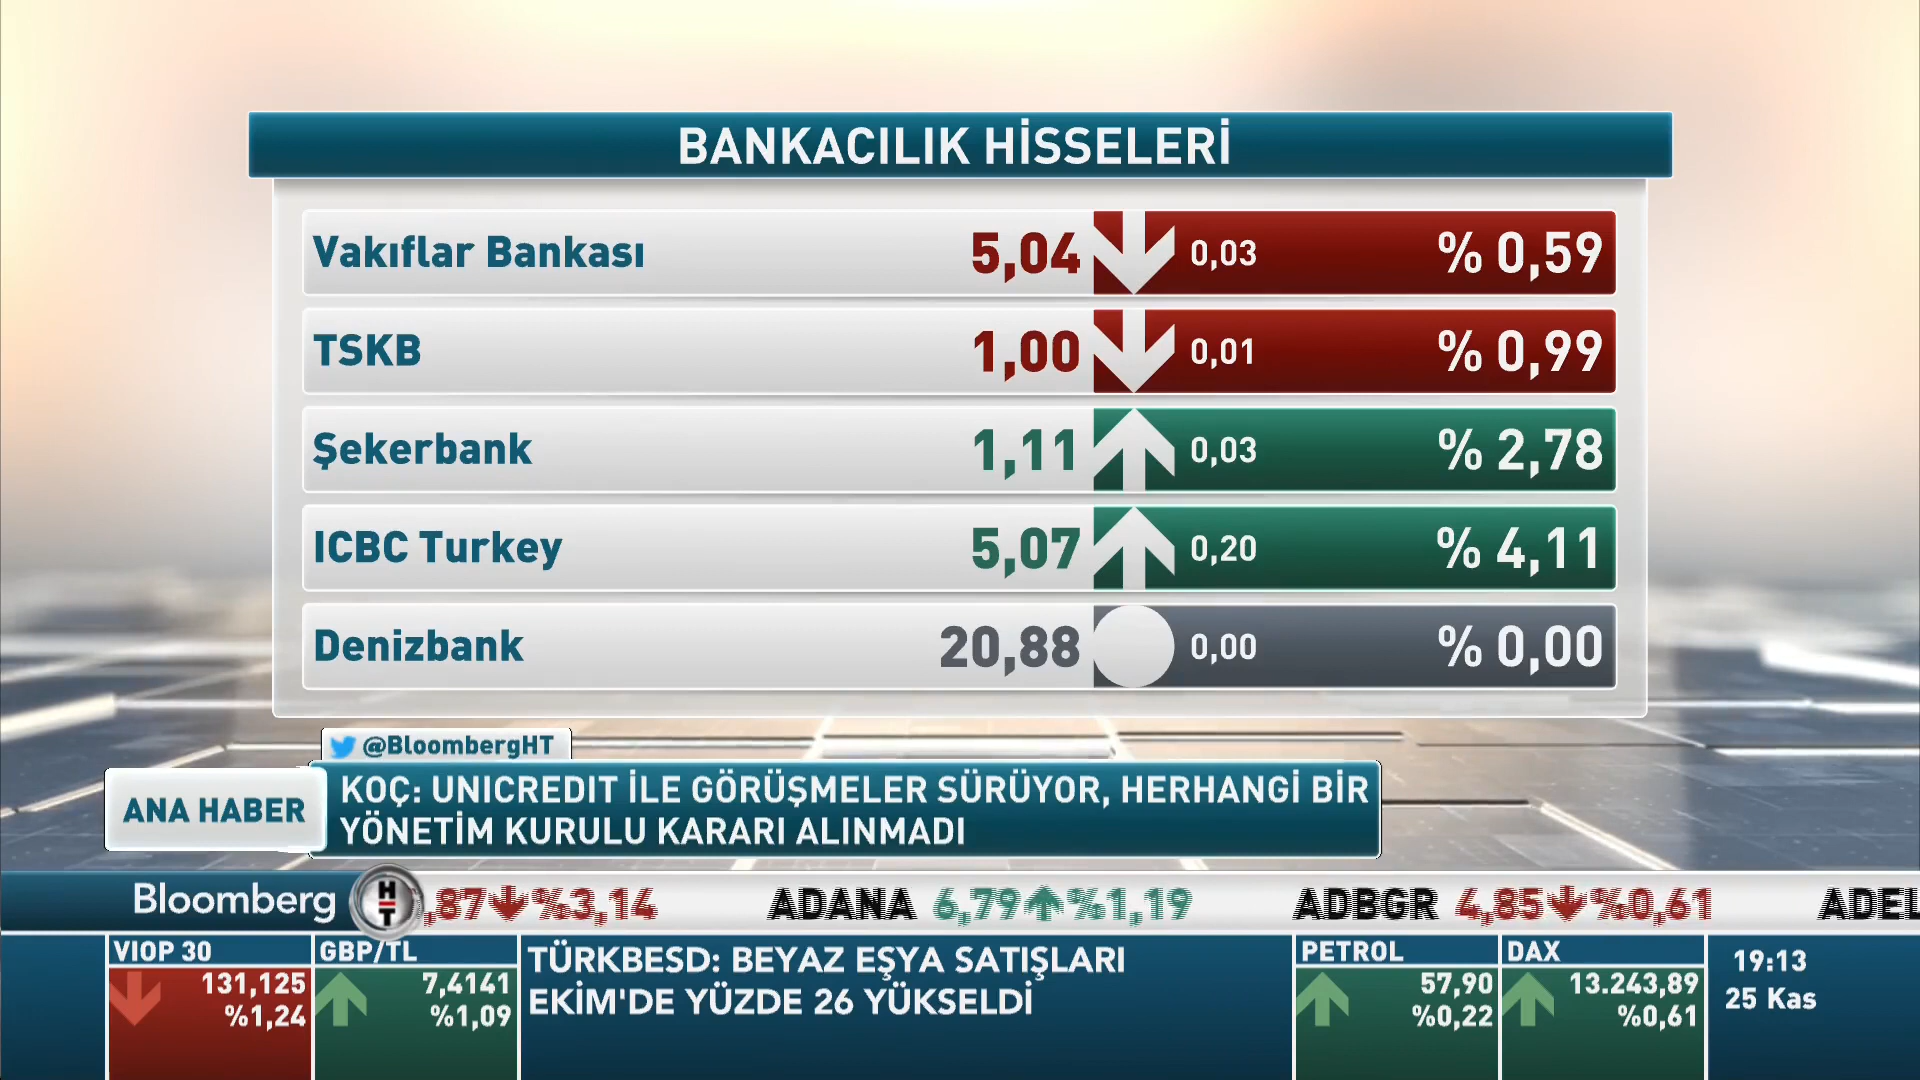 BANKACILIK HİSSELERİ
Vakıflar Bankası 5,04 0,03 % 0,59
TSKB 1,00 0,01 % 0,99
Şekerbank 1,11 0,03 % 2,78
ICBC Turkey 5,07 0,20 % 4,11
Denizbank 20,88 0,00 % 0,00
@BloombergHT
ANA HABER
KOÇ: UNICREDIT İLE GÖRÜŞMELER SÜRÜYOR, HERHANGİ BİR
YÖNETİM KURULU KARARI ALINMADI
Bloomberg HT ,87 %3,14 ADANA 6,79 %1,19 ADBGR 4,85 %0,61 ADEL
VIOP 30
131,125
%1,24
GBP/TL
7,4141
%1,09
TÜRKBESD: BEYAZ EŞYA SATIŞLARI
EKİM'DE YÜZDE 26 YÜKSELDİ
PETROL
57,90
%0,22
DAX
13.243,89
%0,61
19:13
25 Kas